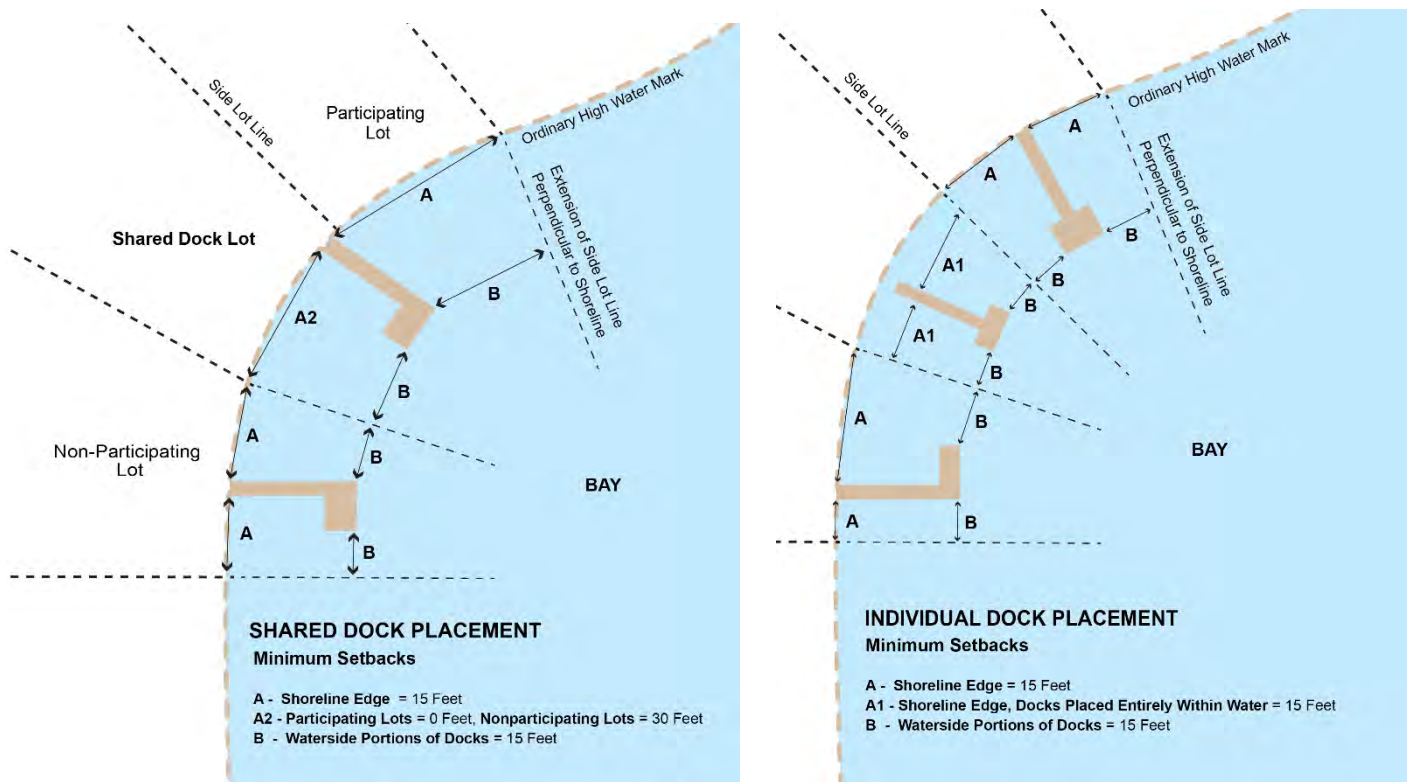 Side Lot Line
Participating
Lot
Ordinary High Water Mark
A
Extension of Side Lot Line
Perpendicular to Shoreline
Shared Dock Lot
B
A2
B
A
Non-Participating
Lot
B
BAY
A
B
SHARED DOCK PLACEMENT
Minimum Setbacks
A - Shoreline Edge = 15 Feet
A2 - Participating Lots = 0 Feet, Nonparticipating Lots = 30 Feet
B - Waterside Portions of Docks = 15 Feet
Side Lot Line
Ordinary High Water Mark
A
A
Extension of Side Lot Line
Perpendicular to Shoreline
B
A1
B
B
A1
B
A
B
BAY
A
B
INDIVIDUAL DOCK PLACEMENT
Minimum Setbacks
A - Shoreline Edge = 15 Feet
A1 - Shoreline Edge, Docks Placed Entirely Within Water = 15 Feet
B - Waterside Portions of Docks = 15 Feet